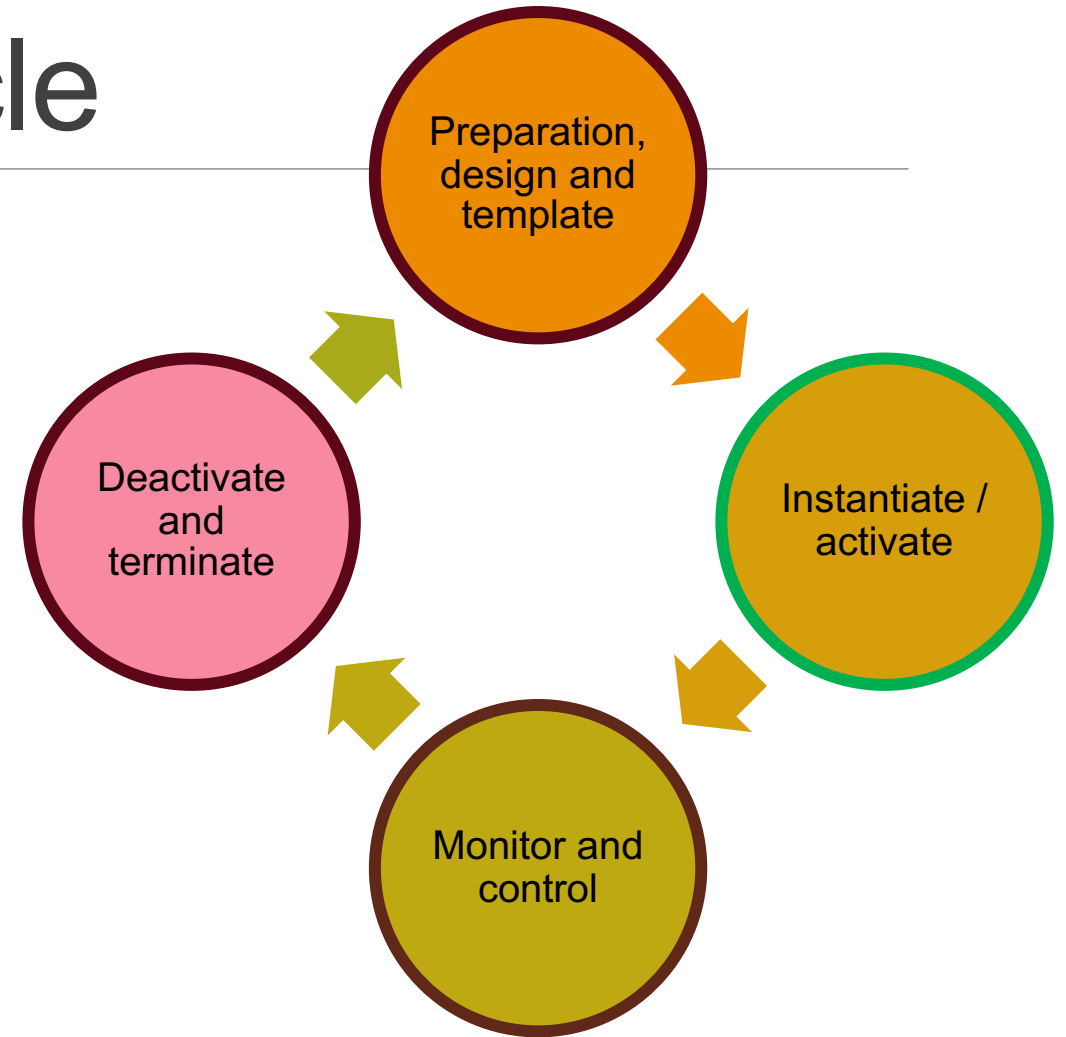 cle
Preparation,
design and
template
Instantiate /
activate
Monitor and
control
Deactivate
and
terminate